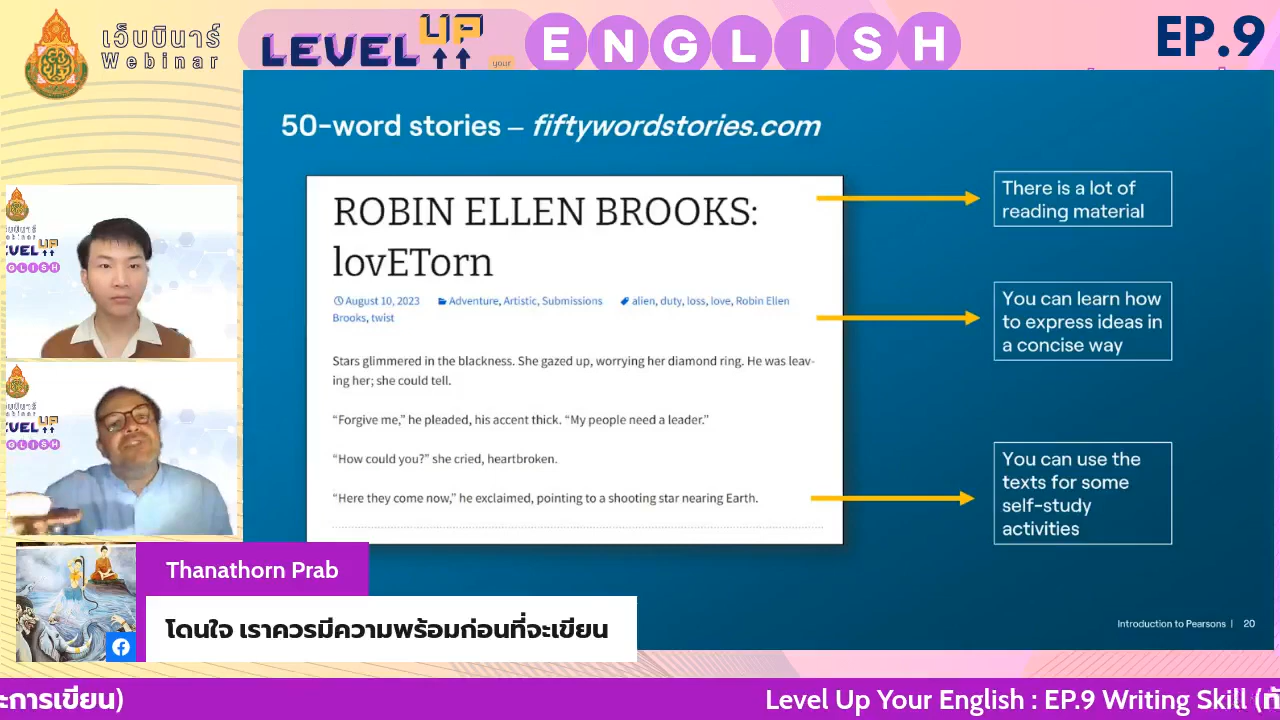 เว็บบินาร์
Webinar
LEVEL UP
your
ENGLISH
EP.9
50-word stories – fiftywordstories.com
ROBIN ELLEN BROOKS:
lovETorn
August 10, 2023 Adventure, Artistic, Submissions alien, duty, loss, love, Robin Ellen
Brooks, twist
Stars glimmered in the blackness. She gazed up, worrying her diamond ring. He was leav-
ing her; she could tell.
“Forgive me,” he pleaded, his accent thick. “My people need a leader.”
“How could you?” she cried, heartbroken.
“Here they come now,” he exclaimed, pointing to a shooting star nearing Earth.
There is a lot of
reading material
You can learn how
to express ideas in
a concise way
You can use the
texts for some
self-study
activities
Introduction to Pearsons | 20
Thanathorn Prab
โดนใจ เราควรมีความพร้อมก่อนที่จะเขียน
ะการเขียน)
Level Up Your English : EP.9 Writing Skill (ทั